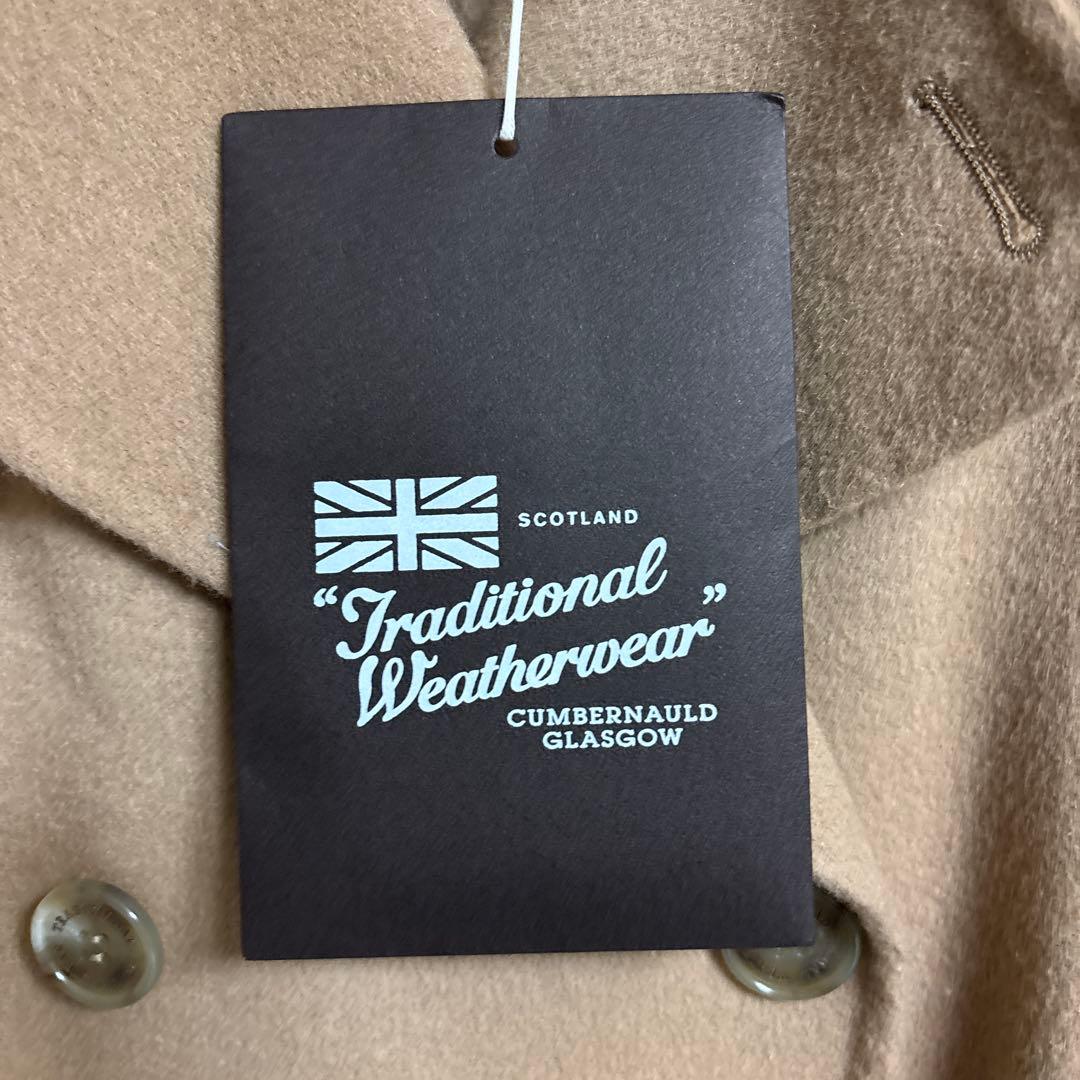 SCOTLAND
“Traditional
Weatherwear”
CUMBERNAULD
GLASGOW